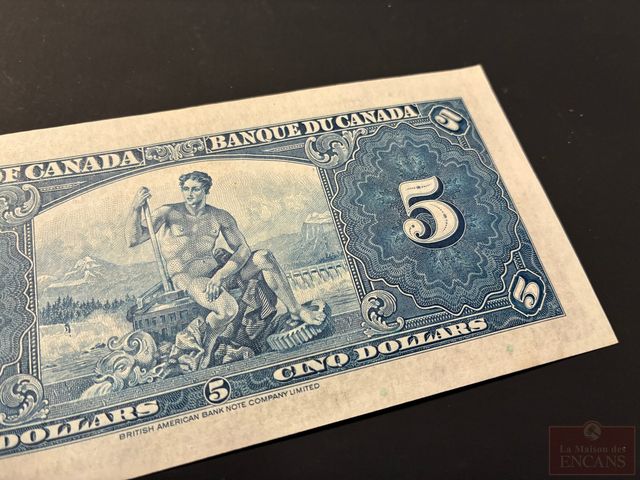 OF CANADA BANQUE DU CANADA
5
5
5
DOLLARS 5 CINQ DOLLARS
BRITISH AMERICAN BANK NOTE COMPANY LIMITED
La Maison des
ENCANS